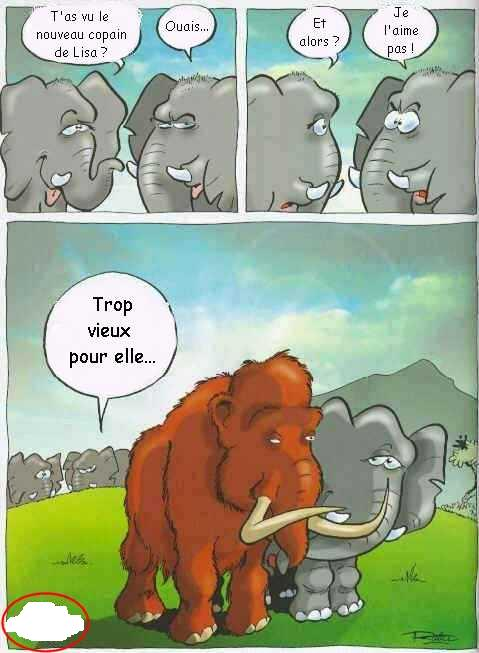 T'as vu le
nouveau copain
de Lisa ?
Ouais...
Et
alors ?
Je
l'aime
pas !
Trop
vieux
pour elle...